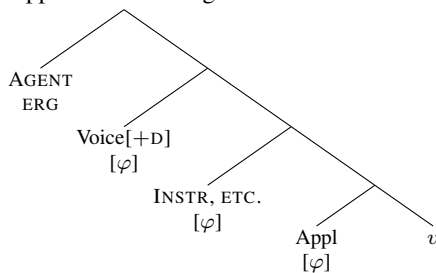 AGENT
ERG
Voice[+D]
[φ]
INSTR, ETC.
[φ]
Appl
[φ]
v